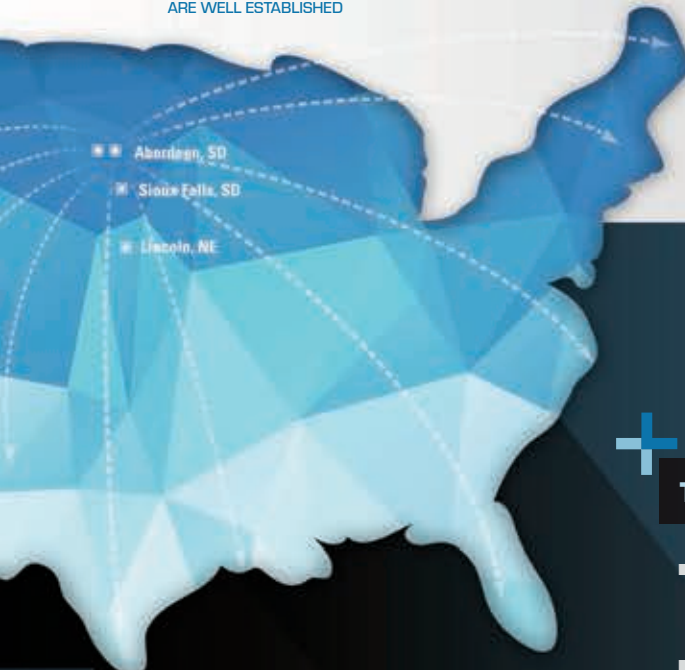 ARE WELL ESTABLISHED
Aberdeen, SD
Sioux Falls, SD
Lincoln, NE